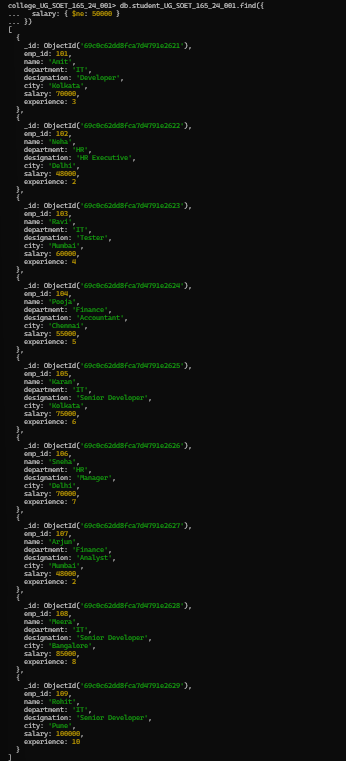 college_UG_SOET_165_24_001> db.student_UG_SOET_165_24_001.find({
...   salary: { $ne: 50000 }
... })
[
  {
    _id: ObjectId('69c0c62dd8fca7d4791e2621'),
    emp_id: 101,
    name: 'Amit',
    department: 'IT',
    designation: 'Developer',
    city: 'Kolkata',
    salary: 70000,
    experience: 3
  },
  {
    _id: ObjectId('69c0c62dd8fca7d4791e2622'),
    emp_id: 102,
    name: 'Neha',
    department: 'HR',
    designation: 'HR Executive',
    city: 'Delhi',
    salary: 48000,
    experience: 2
  },
  {
    _id: ObjectId('69c0c62dd8fca7d4791e2623'),
    emp_id: 103,
    name: 'Ravi',
    department: 'IT',
    designation: 'Tester',
    city: 'Mumbai',
    salary: 60000,
    experience: 4
  },
  {
    _id: ObjectId('69c0c62dd8fca7d4791e2624'),
    emp_id: 104,
    name: 'Pooja',
    department: 'Finance',
    designation: 'Accountant',
    city: 'Chennai',
    salary: 55000,
    experience: 5
  },
  {
    _id: ObjectId('69c0c62dd8fca7d4791e2625'),
    emp_id: 105,
    name: 'Karan',
    department: 'IT',
    designation: 'Senior Developer',
    city: 'Kolkata',
    salary: 75000,
    experience: 6
  },
  {
    _id: ObjectId('69c0c62dd8fca7d4791e2626'),
    emp_id: 106,
    name: 'Sneha',
    department: 'HR',
    designation: 'Manager',
    city: 'Delhi',
    salary: 70000,
    experience: 7
  },
  {
    _id: ObjectId('69c0c62dd8fca7d4791e2627'),
    emp_id: 107,
    name: 'Arjun',
    department: 'Finance',
    designation: 'Analyst',
    city: 'Mumbai',
    salary: 48000,
    experience: 2
  },
  {
    _id: ObjectId('69c0c62dd8fca7d4791e2628'),
    emp_id: 108,
    name: 'Meera',
    department: 'IT',
    designation: 'Senior Developer',
    city: 'Bangalore',
    salary: 85000,
    experience: 8
  },
  {
    _id: ObjectId('69c0c62dd8fca7d4791e2629'),
    emp_id: 109,
    name: 'Rohit',
    department: 'IT',
    designation: 'Senior Developer',
    city: 'Pune',
    salary: 100000,
    experience: 10
  }
]